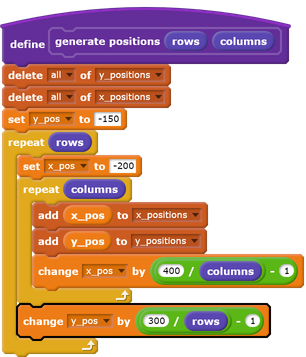 define generate positions rows columns
delete all of y_positions
delete all of x_positions
set y_pos to -150
repeat rows
set x_pos to -200
repeat columns
add x_pos to x_positions
add y_pos to y_positions
change x_pos by 400 / columns - 1
change y_pos by 300 / rows - 1